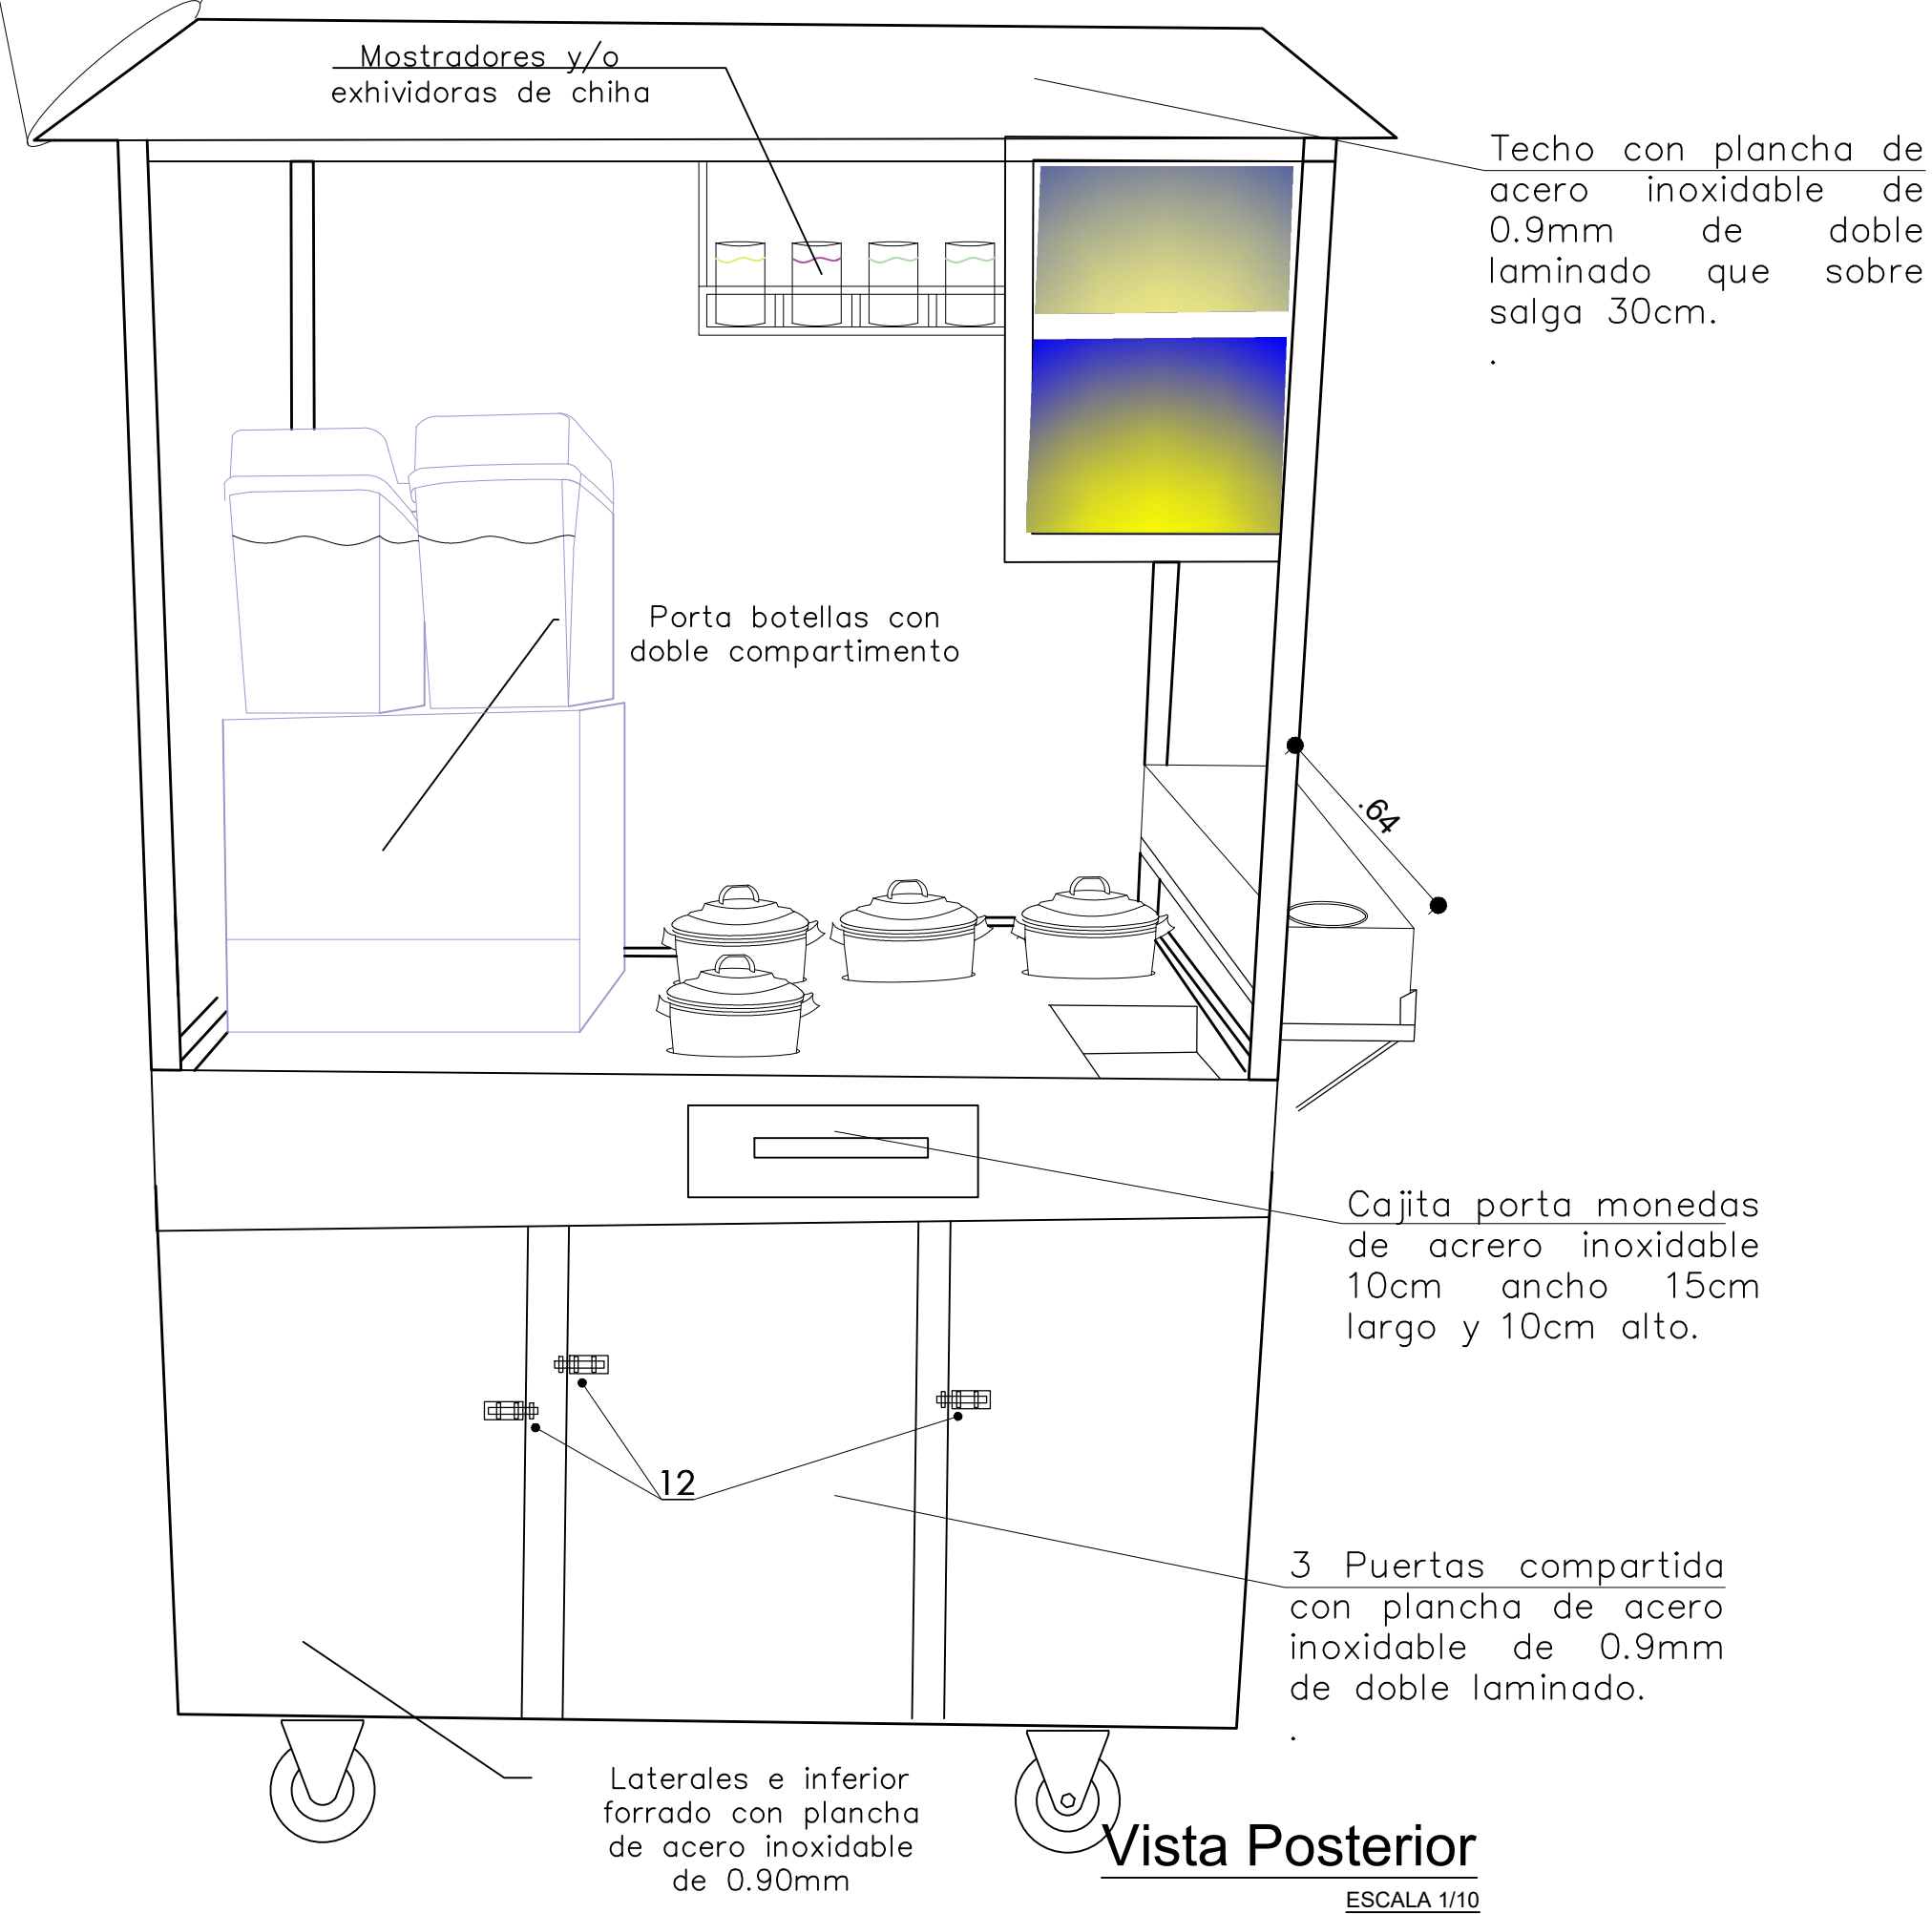 Mostradores y/o
exhividoras de chiha
Techo con plancha de
acero inoxidable de
0.9mm de doble
laminado que sobre
salga 30cm.
.
Porta botellas con
doble compartimento
.64
Cajita porta monedas
de acrero inoxidable
10cm ancho 15cm
largo y 10cm alto.
12
3 Puertas compartida
con plancha de acero
inoxidable de 0.9mm
de doble laminado.
.
Laterales e inferior
forrado con plancha
de acero inoxidable
de 0.90mm
Vista Posterior
ESCALA 1/10